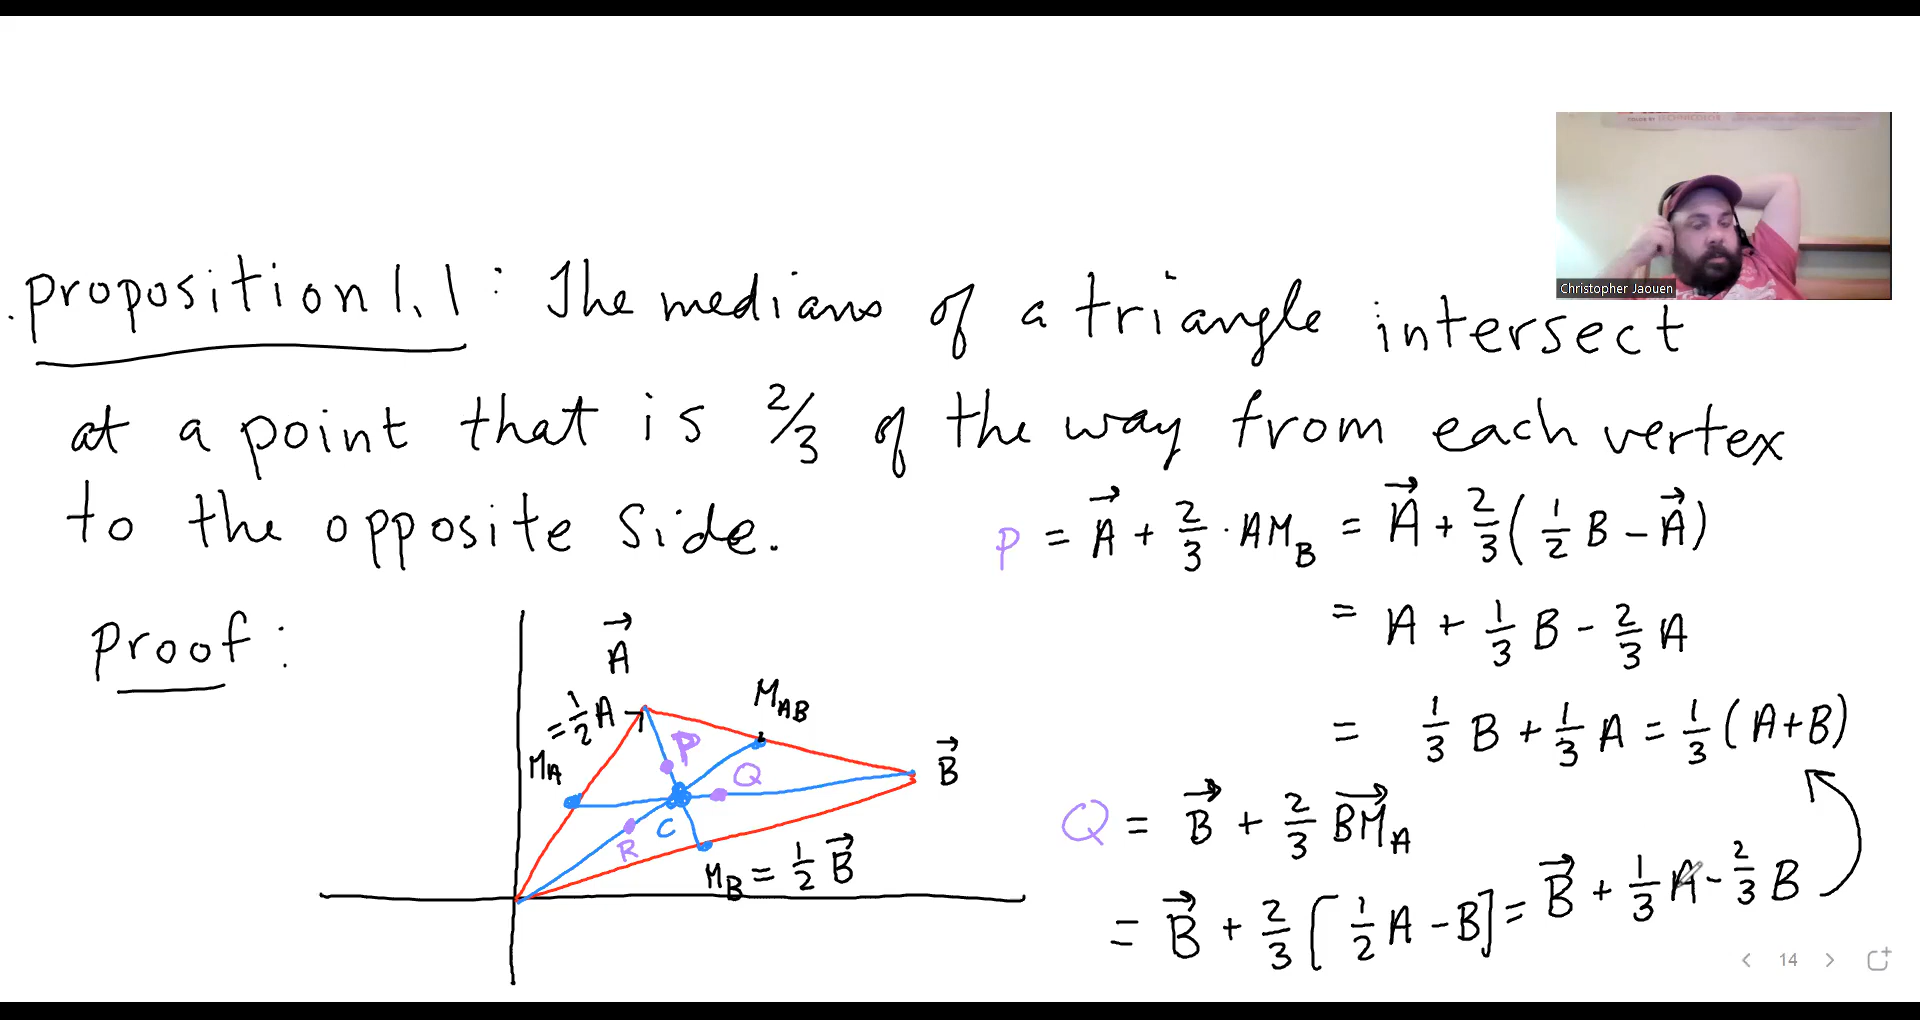 COLOR BY TECHNICOLOR
Christopher Jaouen
Proposition 1.1: The medians of a triangle intersect
at a point that is 2/3 of the way from each vertex
to the opposite side.
P = A⃗ + 2/3 · AM_B = A⃗ + 2/3 ( 1/2 B - A⃗ )
= A + 1/3 B - 2/3 A
= 1/3 B + 1/3 A = 1/3 (A+B)
Proof:
A⃗
= 1/2 A
M_AB
M_A
P
Q
B⃗
C
R
M_B = 1/2 B⃗
Q = B⃗ + 2/3 BM_A⃗
= B⃗ + 2/3 [ 1/2 A - B ] = B⃗ + 1/3 A - 2/3 B
14